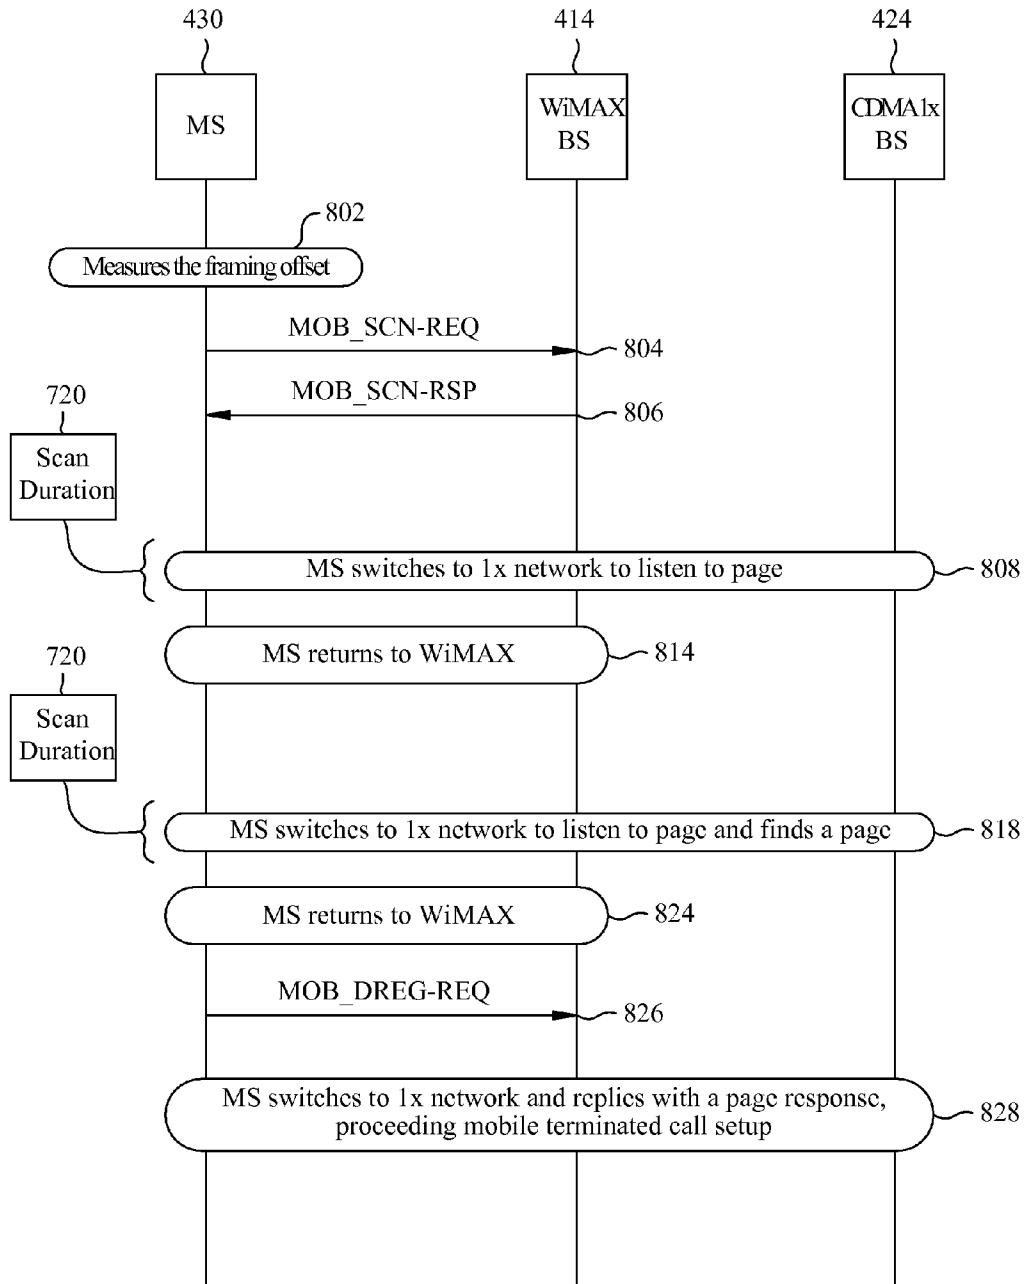 430
414
424
MS
WiMAX
BS
CDMA1x
BS
802
Measures the framing offset
MOB_SCN-REQ
804
MOB_SCN-RSP
806
720
Scan
Duration
MS switches to 1x network to listen to page
808
MS returns to WiMAX
814
720
Scan
Duration
MS switches to 1x network to listen to page and finds a page
818
MS returns to WiMAX
824
MOB_DREG-REQ
826
MS switches to 1x network and replies with a page response,
proceeding mobile terminated call setup
828